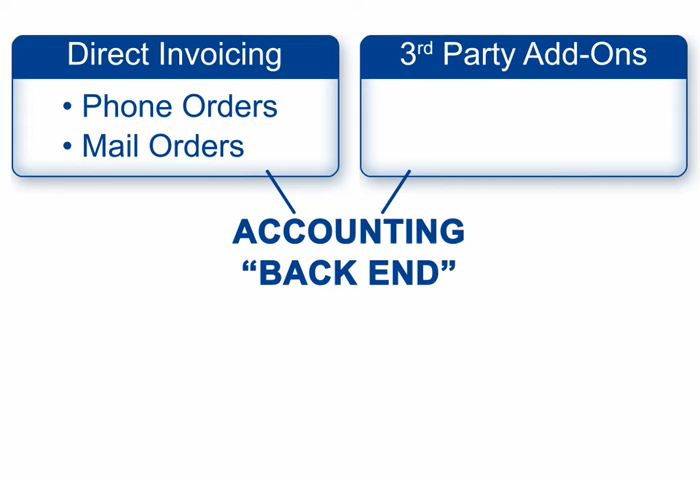 Direct Invoicing
• Phone Orders
• Mail Orders
3rd Party Add-Ons
ACCOUNTING
“BACK END”